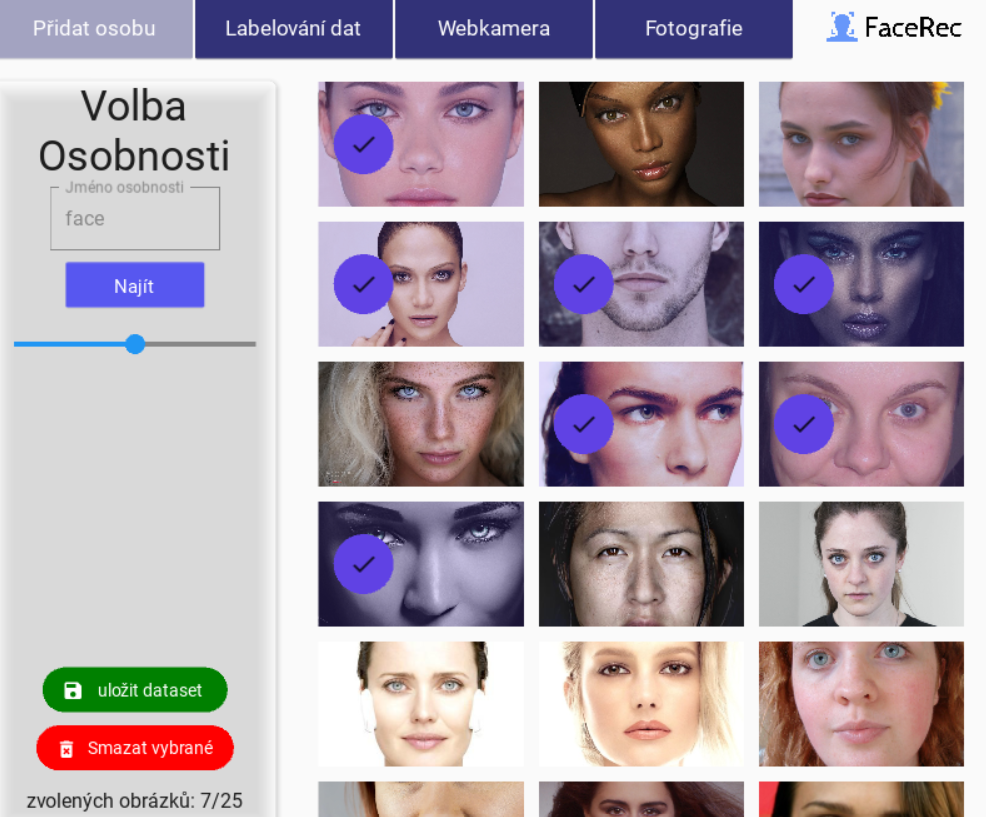 Přidat osobu
Labelování dat
Webkamera
Fotografie
FaceRec
Volba
Osobnosti
Jméno osobnosti
face
Najít
uložit dataset
Smazat vybrané
zvolených obrázků: 7/25